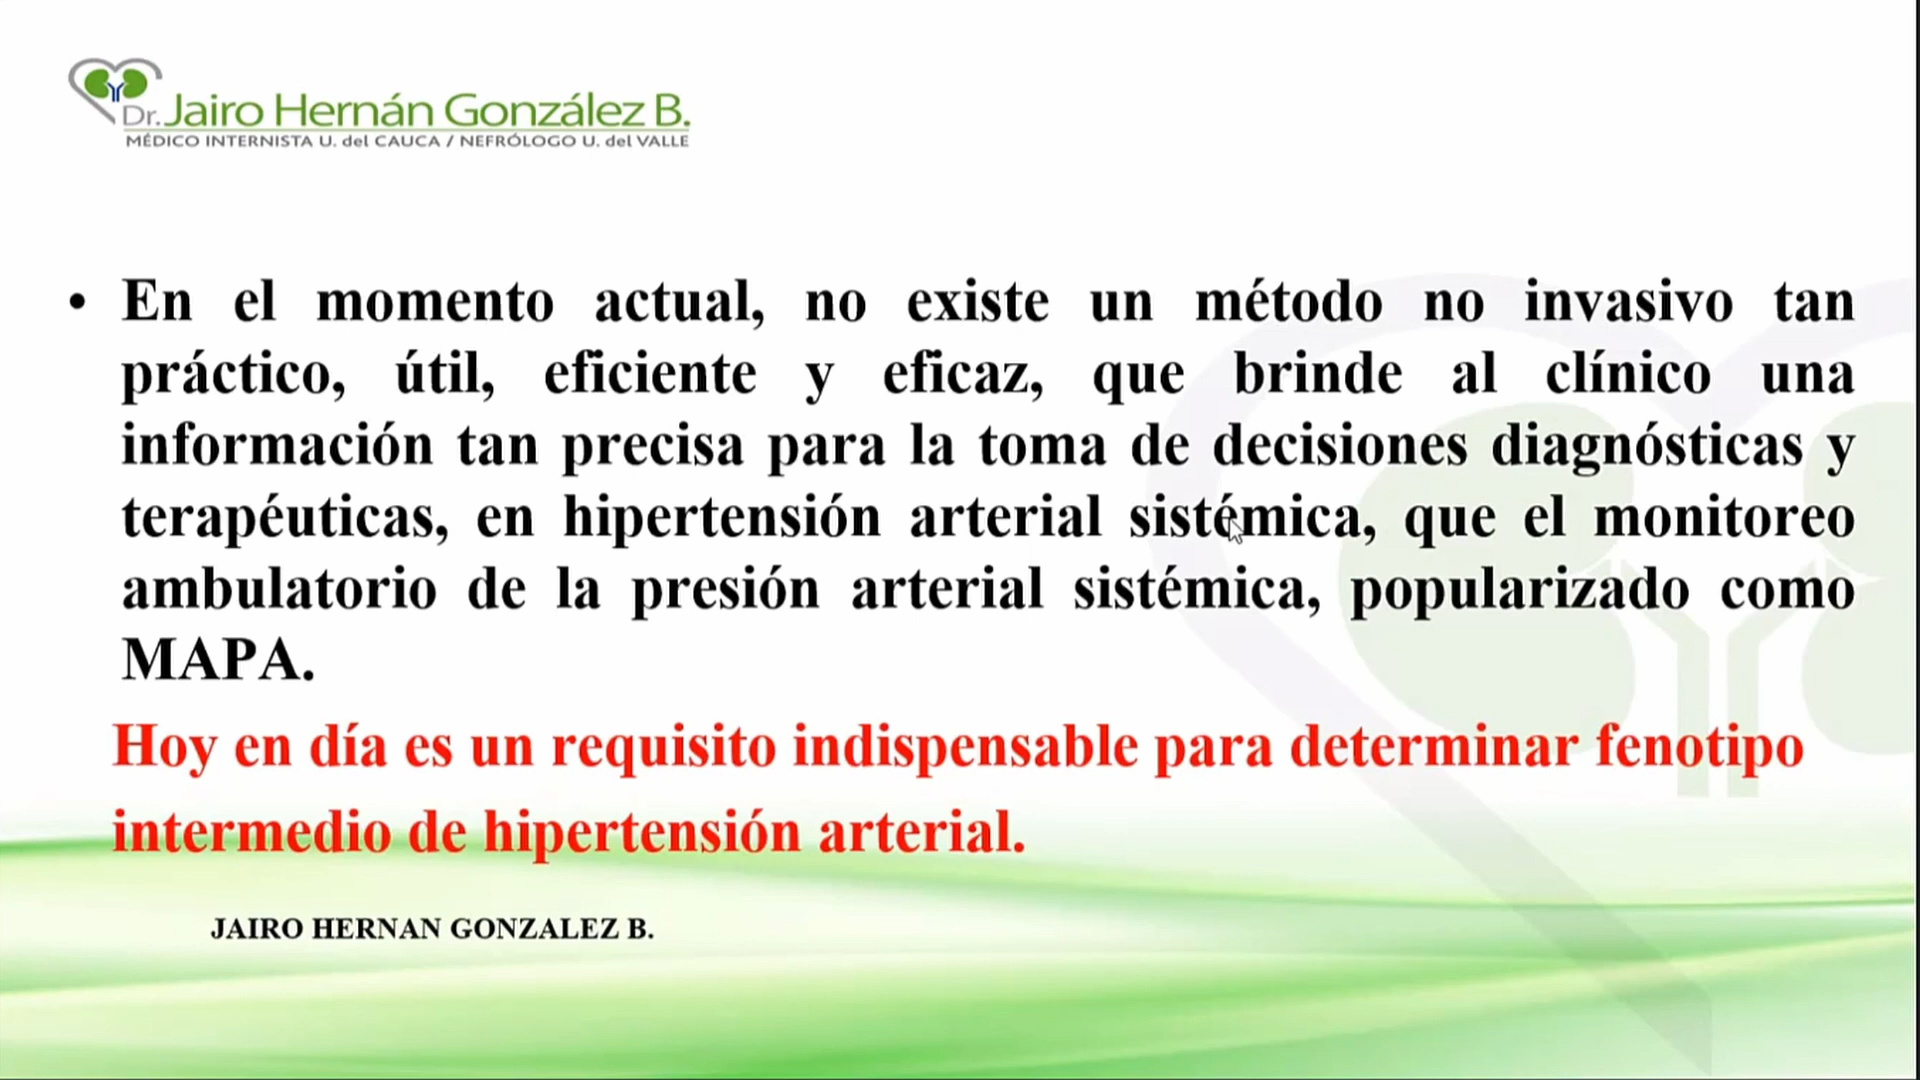 Dr. Jairo Hernán González B.
MÉDICO INTERNISTA U. del CAUCA / NEFRÓLOGO U. del VALLE
• En el momento actual, no existe un método no invasivo tan
práctico, útil, eficiente y eficaz, que brinde al clínico una
información tan precisa para la toma de decisiones diagnósticas y
terapéuticas, en hipertensión arterial sistémica, que el monitoreo
ambulatorio de la presión arterial sistémica, popularizado como
MAPA.
Hoy en día es un requisito indispensable para determinar fenotipo
intermedio de hipertensión arterial.
JAIRO HERNAN GONZALEZ B.